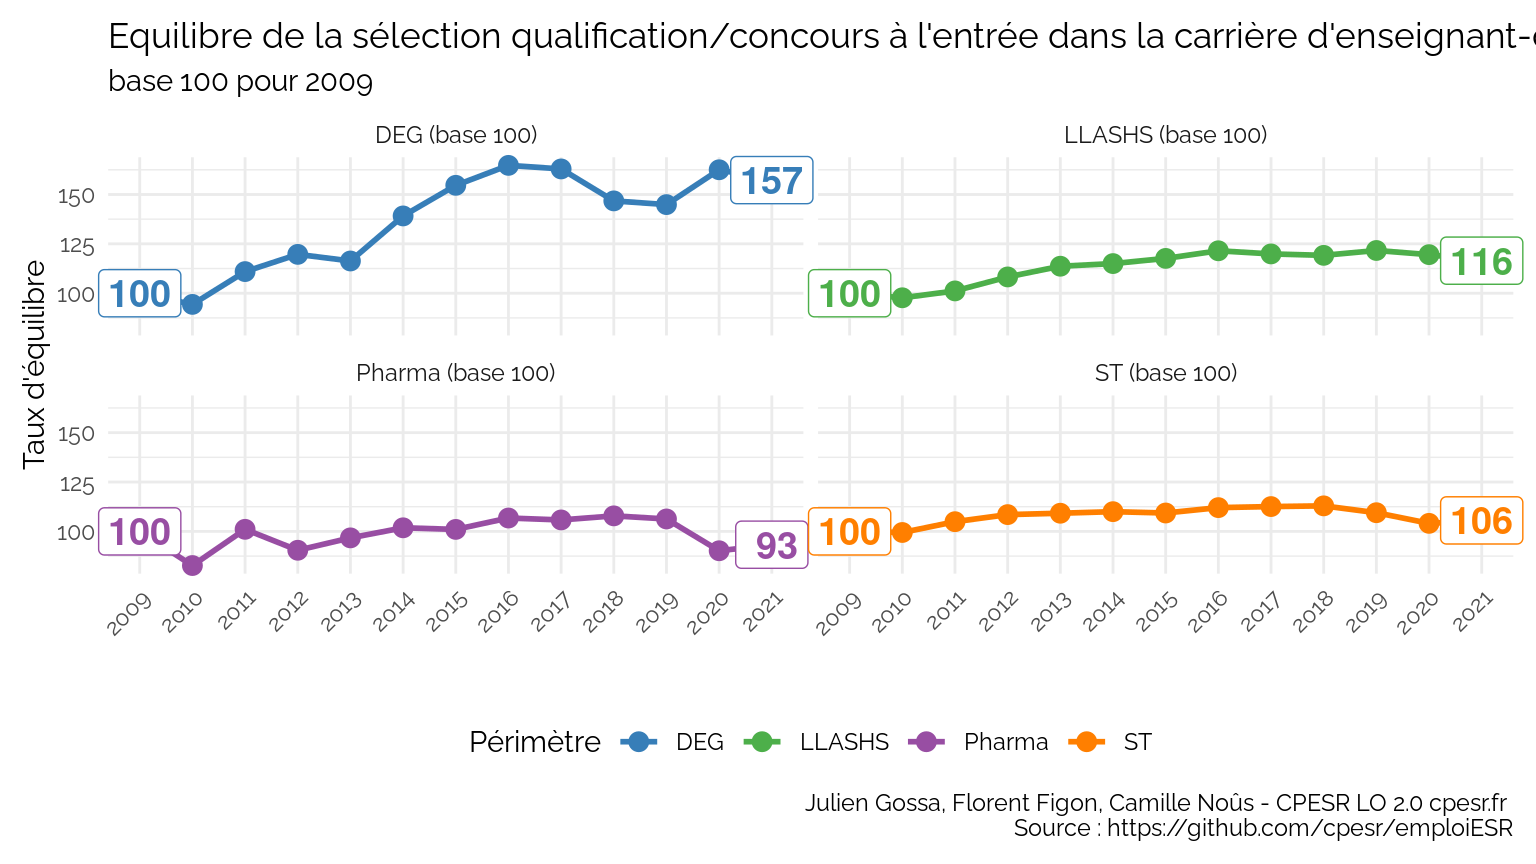 Equilibre de la sélection qualification/concours à l'entrée dans la carrière d'enseignant-
base 100 pour 2009
DEG (base 100)
LLASHS (base 100)
Taux d'équilibre
150
125
100
100
157
100
116
Pharma (base 100)
ST (base 100)
150
125
100
100
93
100
106
2009 2010 2011 2012 2013 2014 2015 2016 2017 2018 2019 2020 2021
2009 2010 2011 2012 2013 2014 2015 2016 2017 2018 2019 2020 2021
Périmètre DEG LLASHS Pharma ST
Julien Gossa, Florent Figon, Camille Noûs - CPESR LO 2.0 cpesr.fr
Source : https://github.com/cpesr/emploiESR